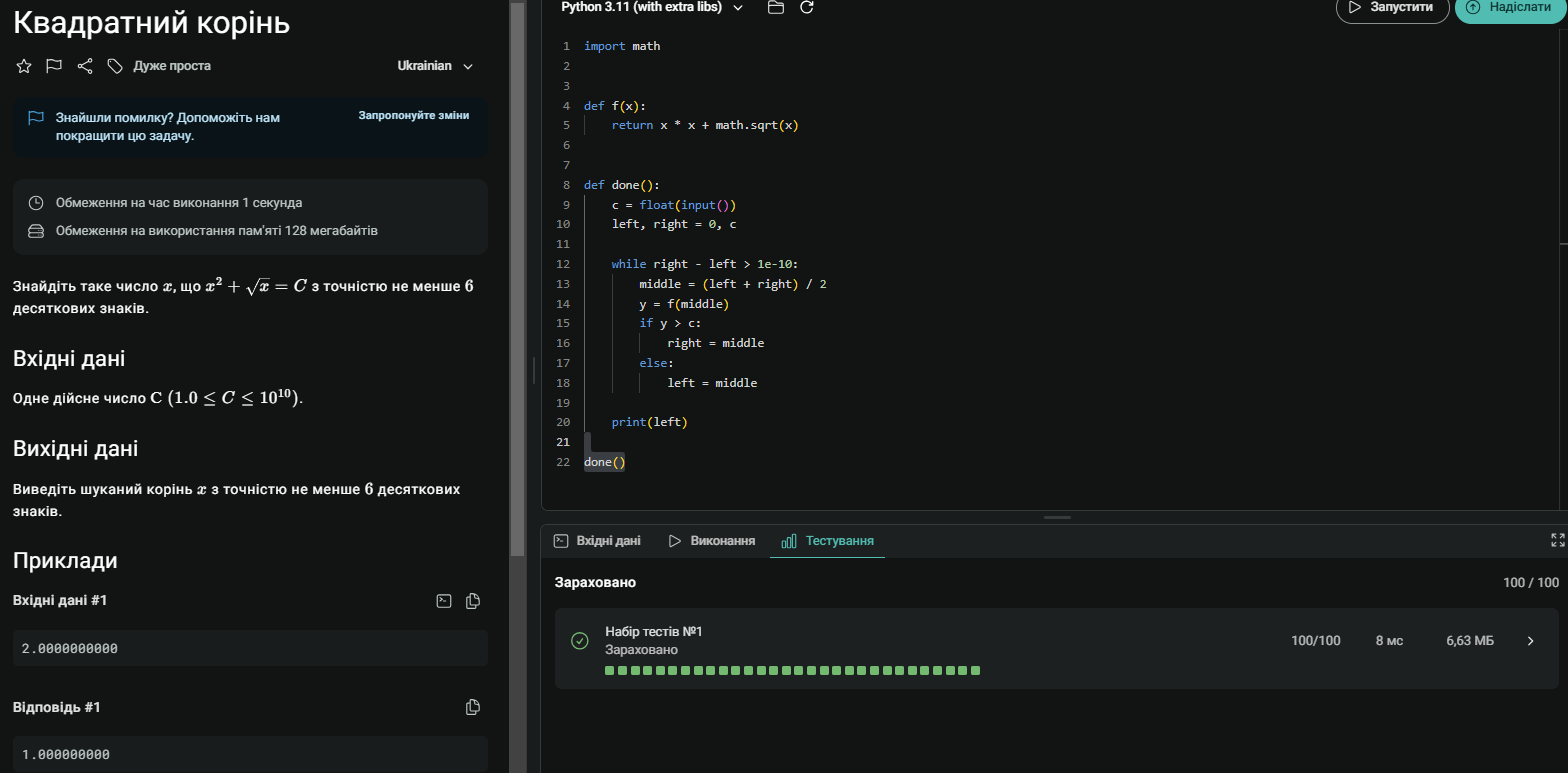 Квадратний корінь
Дуже проста
Ukrainian
Знайшли помилку? Допоможіть нам
покращити цю задачу.
Запропонуйте зміни
Обмеження на час виконання 1 секунда
Обмеження на використання пам'яті 128 мегабайтів
Знайдіть таке число x, що x² + √x = C з точністю не менше 6
десяткових знаків.
Вхідні дані
Одне дійсне число C (1.0 ≤ C ≤ 10¹⁰).
Вихідні дані
Виведіть шуканий корінь x з точністю не менше 6 десяткових
знаків.
Приклади
Вхідні дані #1
2.0000000000
Відповідь #1
1.000000000
Python 3.11 (with extra libs)
Запустити
Надіслати
1 import math
2
3
4 def f(x):
5     return x * x + math.sqrt(x)
6
7
8 def done():
9     c = float(input())
10     left, right = 0, c
11
12     while right - left > 1e-10:
13         middle = (left + right) / 2
14         y = f(middle)
15         if y > c:
16             right = middle
17         else:
18             left = middle
19
20     print(left)
21
22 done()
Вхідні дані
Виконання
Тестування
Зараховано
100 / 100
Набір тестів №1
Зараховано
100/100
8 мс
6,63 МБ